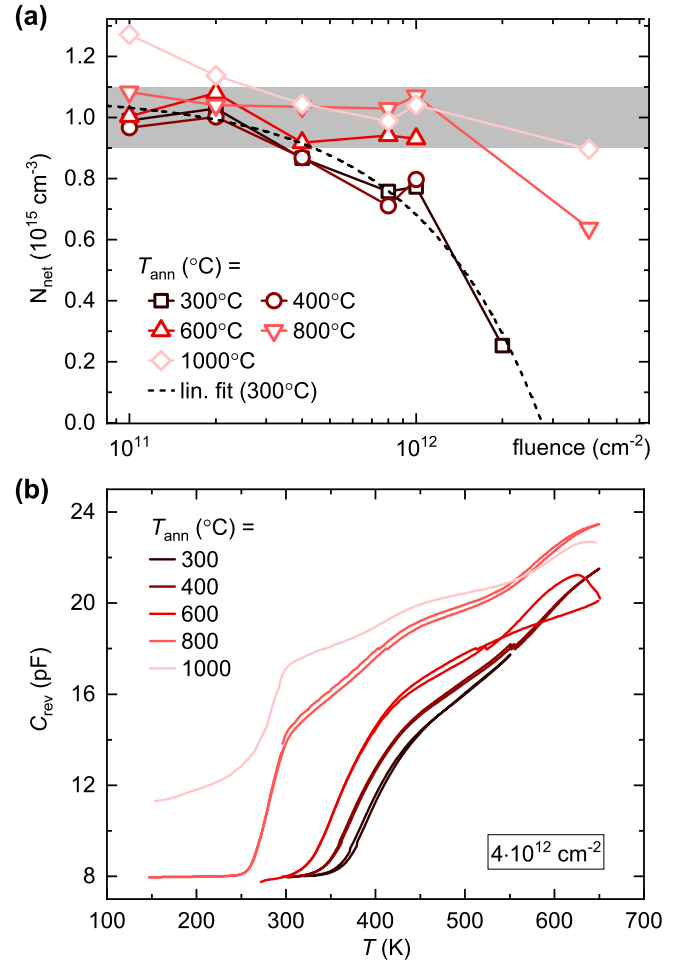 (a)
N_net (10^15 cm^-3)
1.2
1.0
0.8
0.6
0.4
0.2
0.0
T_ann (°C) =
300°C 400°C
600°C 800°C
1000°C
lin. fit (300°C)
10^11 10^12 fluence (cm^-2)
(b)
C_rev (pF)
24
20
16
12
8
T_ann (°C) =
300
400
600
800
1000
4·10^12 cm^-2
100 200 300 400 500 600 700
T (K)